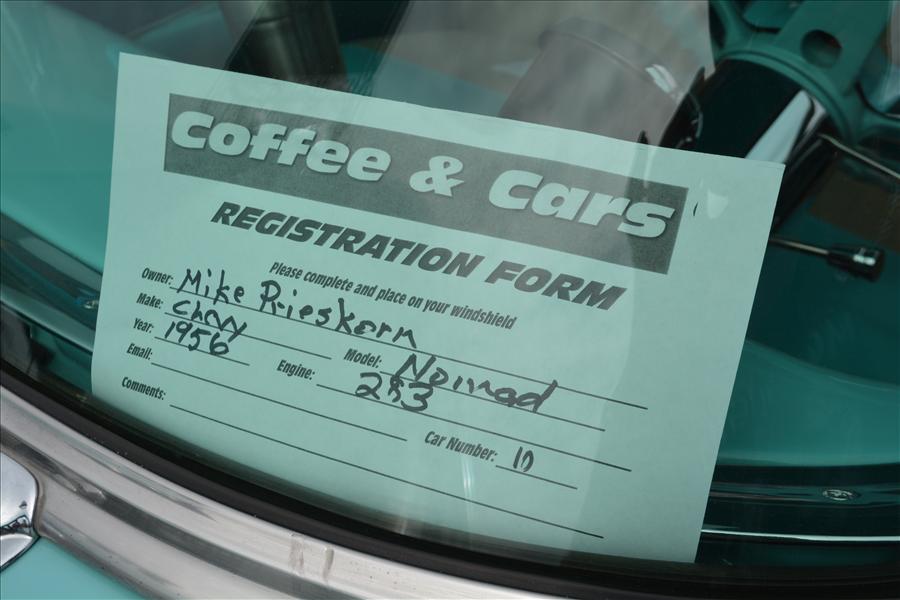 Coffee & Cars
REGISTRATION FORM
Please complete and place on your windshield
Owner: Mike Prieskorn
Make: Chevy Model: Nomad
Year: 1956 Engine: 283
Email:
Car Number: 10
Comments: